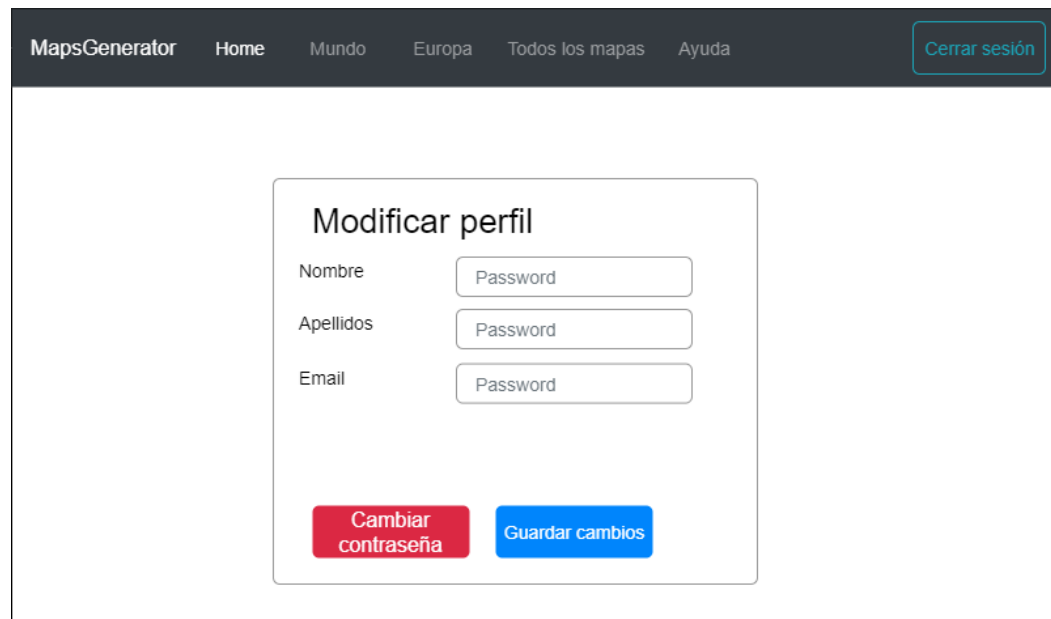 MapsGenerator Home Mundo Europa Todos los mapas Ayuda Cerrar sesión
Modificar perfil
Nombre Password
Apellidos Password
Email Password
Cambiar contraseña
Guardar cambios